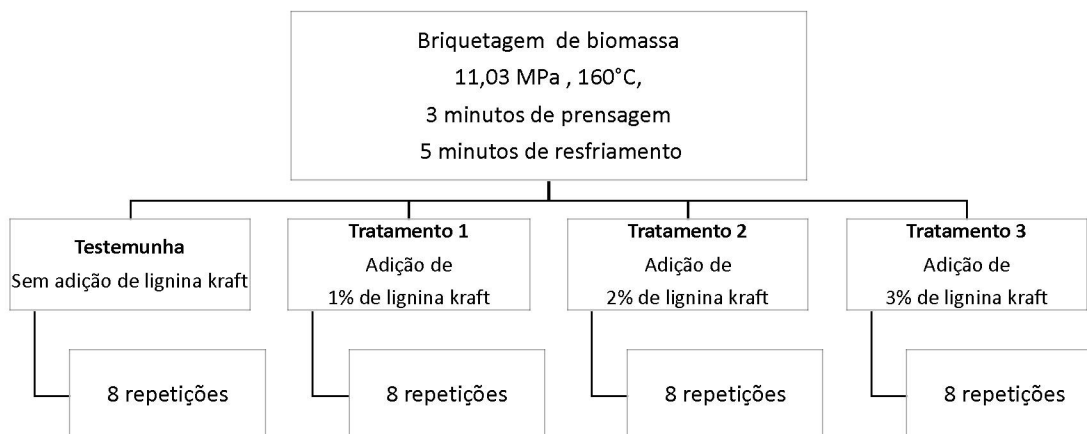 Briquetagem de biomassa
11,03 MPa , 160°C,
3 minutos de prensagem
5 minutos de resfriamento
Testemunha
Sem adição de lignina kraft
Tratamento 1
Adição de
1% de lignina kraft
Tratamento 2
Adição de
2% de lignina kraft
Tratamento 3
Adição de
3% de lignina kraft
8 repetições
8 repetições
8 repetições
8 repetições